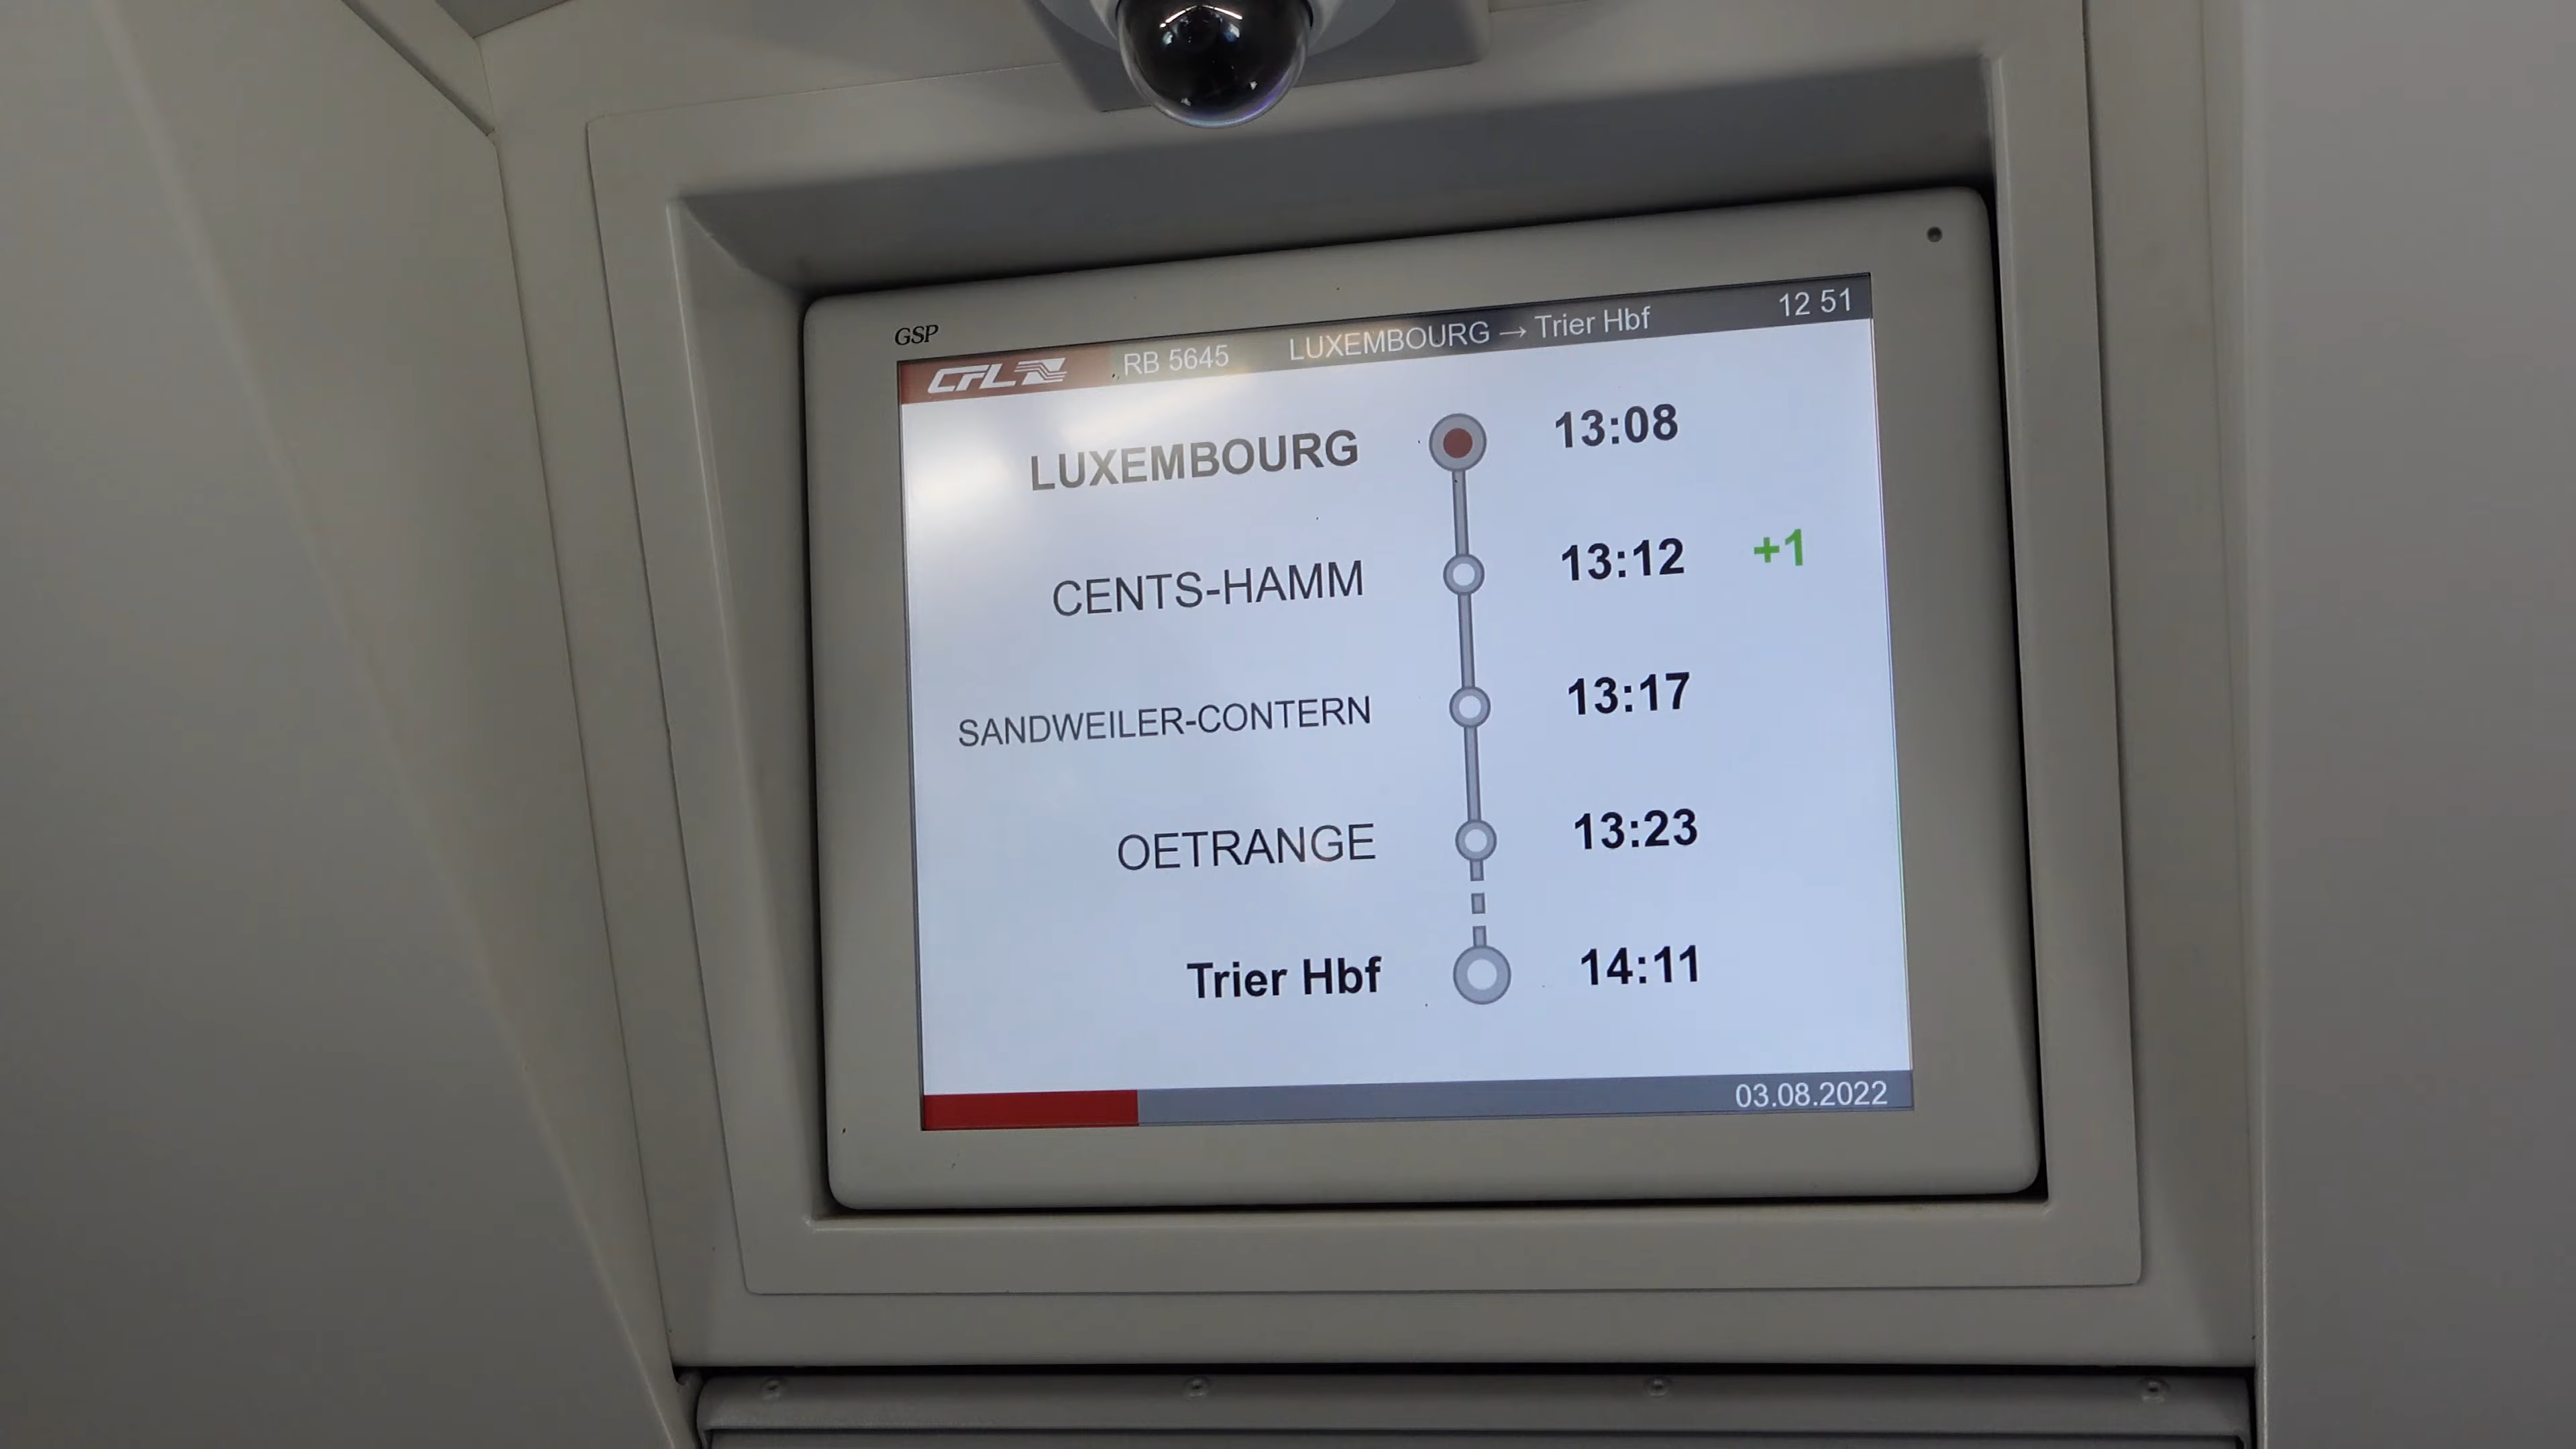 GSP
CFL RB 5645 LUXEMBOURG → Trier Hbf 12 51
LUXEMBOURG 13:08
CENTS-HAMM 13:12 +1
SANDWEILER-CONTERN 13:17
OETRANGE 13:23
Trier Hbf 14:11
03.08.2022